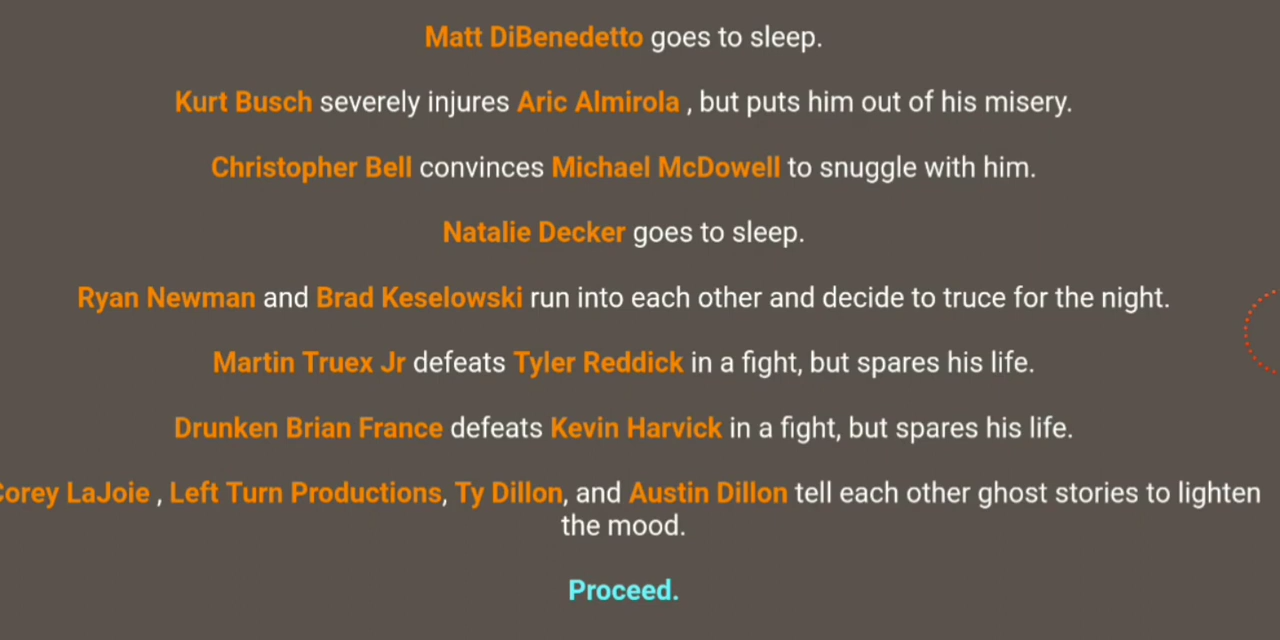 Matt DiBenedetto goes to sleep.
Kurt Busch severely injures Aric Almirola , but puts him out of his misery.
Christopher Bell convinces Michael McDowell to snuggle with him.
Natalie Decker goes to sleep.
Ryan Newman and Brad Keselowski run into each other and decide to truce for the night.
Martin Truex Jr defeats Tyler Reddick in a fight, but spares his life.
Drunken Brian France defeats Kevin Harvick in a fight, but spares his life.
Corey LaJoie , Left Turn Productions, Ty Dillon, and Austin Dillon tell each other ghost stories to lighten
the mood.
Proceed.